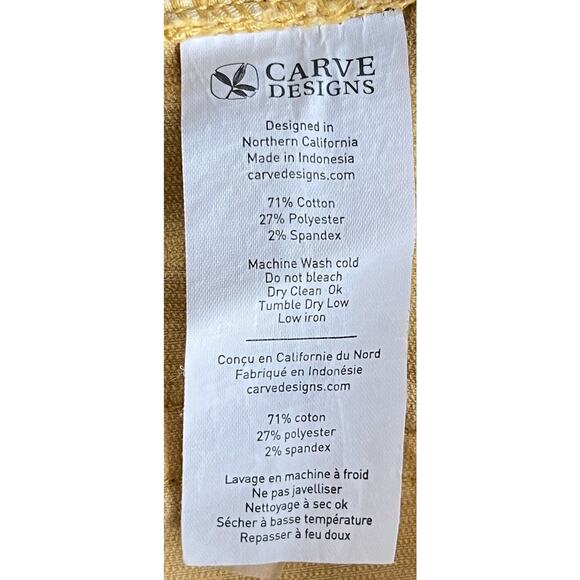 CARVE
DESIGNS
Designed in
Northern California
Made in Indonesia
carvedesigns.com
71% Cotton
27% Polyester
2% Spandex
Machine Wash cold
Do not bleach
Dry Clean Ok
Tumble Dry Low
Low iron
Conçu en Californie du Nord
Fabriqué en Indonésie
carvedesigns.com
71% coton
27% polyester
2% spandex
Lavage en machine à froid
Ne pas javelliser
Nettoyage à sec ok
Sécher à basse température
Repasser à feu doux